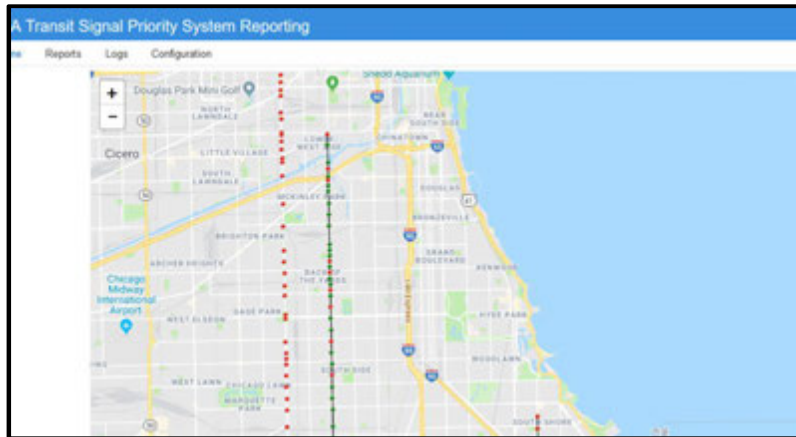 A Transit Signal Priority System Reporting
Reports Logs Configuration
Shedd Aquarium
Douglas Park Mini Golf
+
−
NORTH
LAWNDALE
NEAR
SOUTH SIDE
LOWER
WEST SIDE
CHINATOWN
Cicero
LITTLE VILLAGE
SOUTH
LAWNDALE
DOUGLAS
MCKINLEY PARK
41
BRONZEVILLE
BRIGHTON PARK
GRAND
BOULEVARD
KENWOOD
ARCHER HEIGHTS
BACK OF
THE YARDS
Chicago
Midway
International
Airport
GAGE PARK
HYDE PARK
WEST ELSDON
WOODLAWN
SOUTH SIDE
WEST LAWN
CHICAGO LAWN
MARQUETTE
PARK
SOUTH SHORE
50